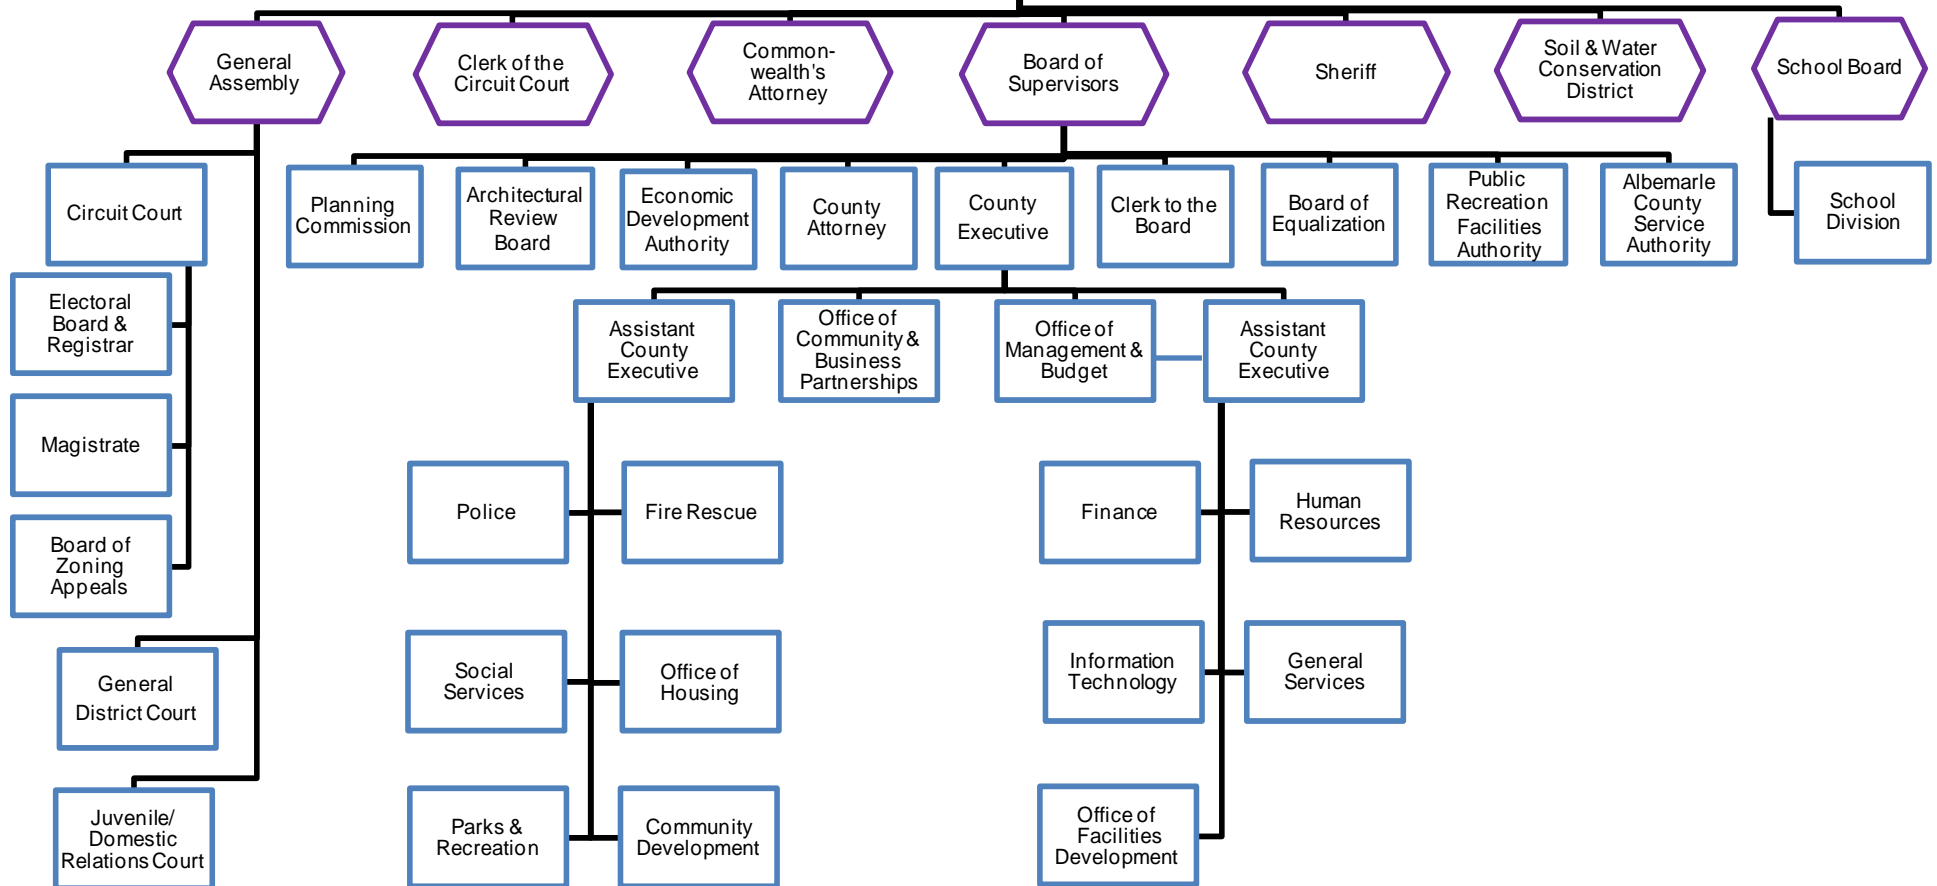 General
Assembly
Clerk of the
Circuit Court
Common-
wealth's
Attorney
Board of
Supervisors
Sheriff
Soil & Water
Conservation
District
School Board
Circuit Court
Planning
Commission
Architectural
Review
Board
Economic
Development
Authority
County
Attorney
County
Executive
Clerk to the
Board
Board of
Equalization
Public
Recreation
Facilities
Authority
Albemarle
County
Service
Authority
School
Division
Electoral
Board &
Registrar
Assistant
County
Executive
Office of
Community &
Business
Partnerships
Office of
Management &
Budget
Assistant
County
Executive
Magistrate
Police
Fire Rescue
Finance
Human
Resources
Board of
Zoning
Appeals
Social
Services
Office of
Housing
Information
Technology
General
Services
General
District Court
Parks &
Recreation
Community
Development
Office of
Facilities
Development
Juvenile/
Domestic
Relations Court